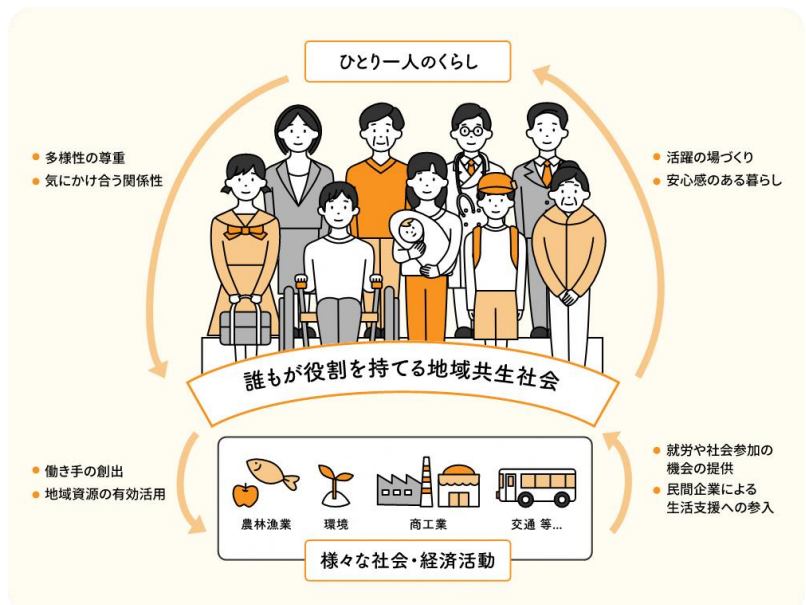 ひとり一人のくらし
多様性の尊重
気にかけ合う関係性
活躍の場づくり
安心感のある暮らし
誰もが役割を持てる地域共生社会
働き手の創出
地域資源の有効活用
就労や社会参加の
機会の提供
民間企業による
生活支援への参入
農林漁業
環境
商工業
交通 等...
様々な社会・経済活動